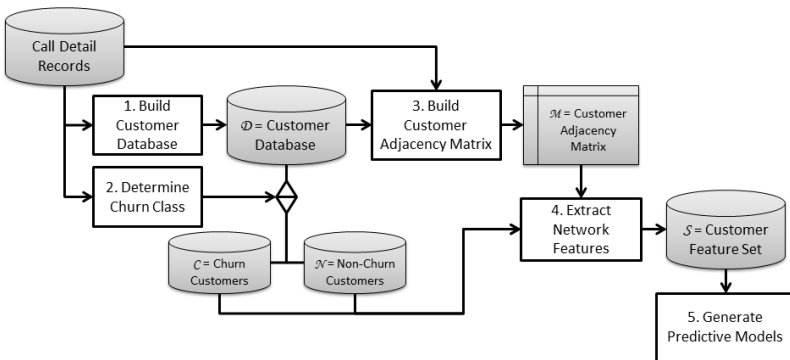 Call Detail
Records
1. Build
Customer
Database
𝒟 = Customer
Database
3. Build
Customer
Adjacency Matrix
ℳ = Customer
Adjacency
Matrix
2. Determine
Churn Class
4. Extract
Network
Features
𝒮 = Customer
Feature Set
𝒞 = Churn
Customers
𝒩 = Non-Churn
Customers
5. Generate
Predictive Models